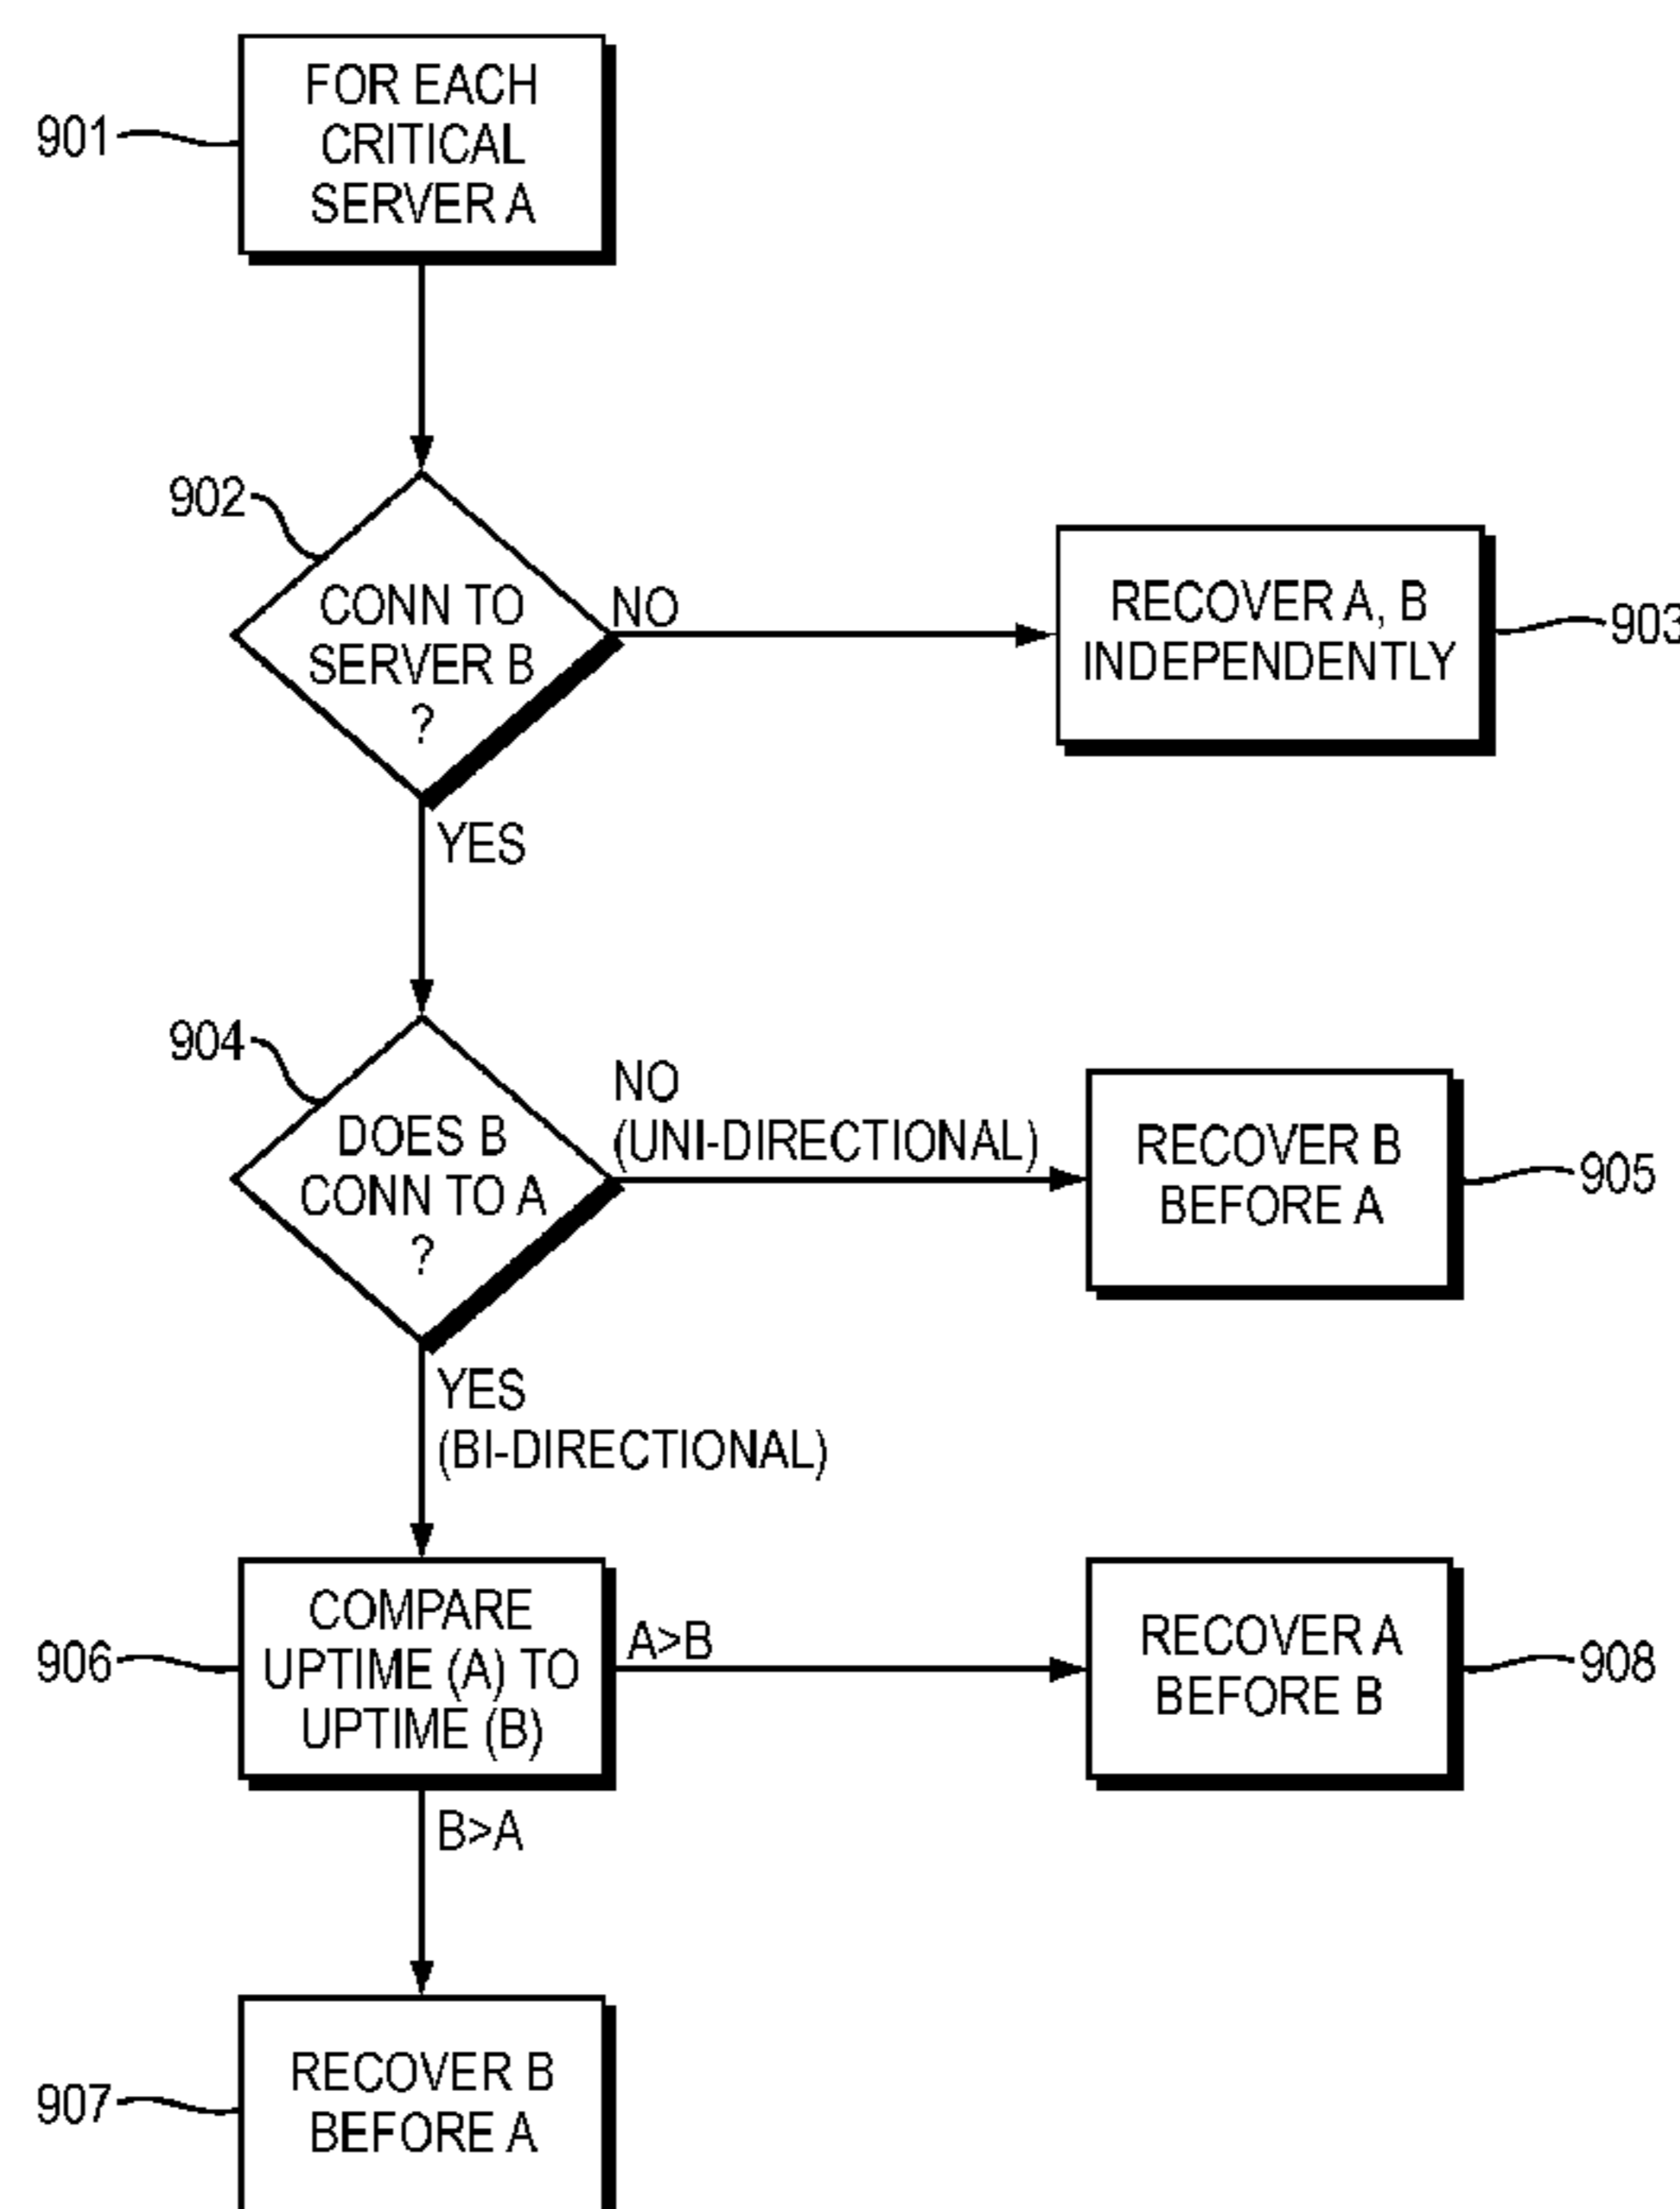 901
FOR EACH
CRITICAL
SERVER A
902
CONN TO
SERVER B
?
NO
RECOVER A, B
INDEPENDENTLY
903
YES
904
DOES B
CONN TO A
?
NO
(UNI-DIRECTIONAL)
RECOVER B
BEFORE A
905
YES
(BI-DIRECTIONAL)
906
COMPARE
UPTIME (A) TO
UPTIME (B)
A>B
RECOVER A
BEFORE B
908
B>A
907
RECOVER B
BEFORE A